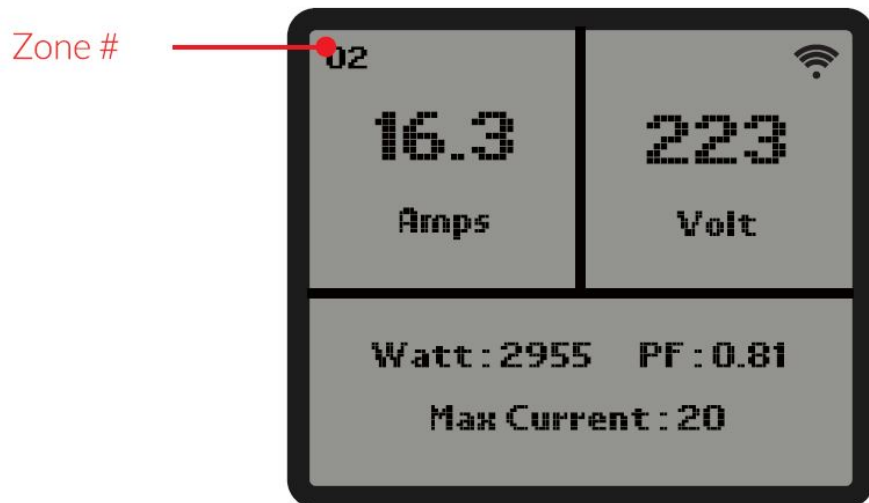 Zone #
02
16.3
223
Amps
Volt
Watt : 2955 PF : 0.81
Max Current : 20